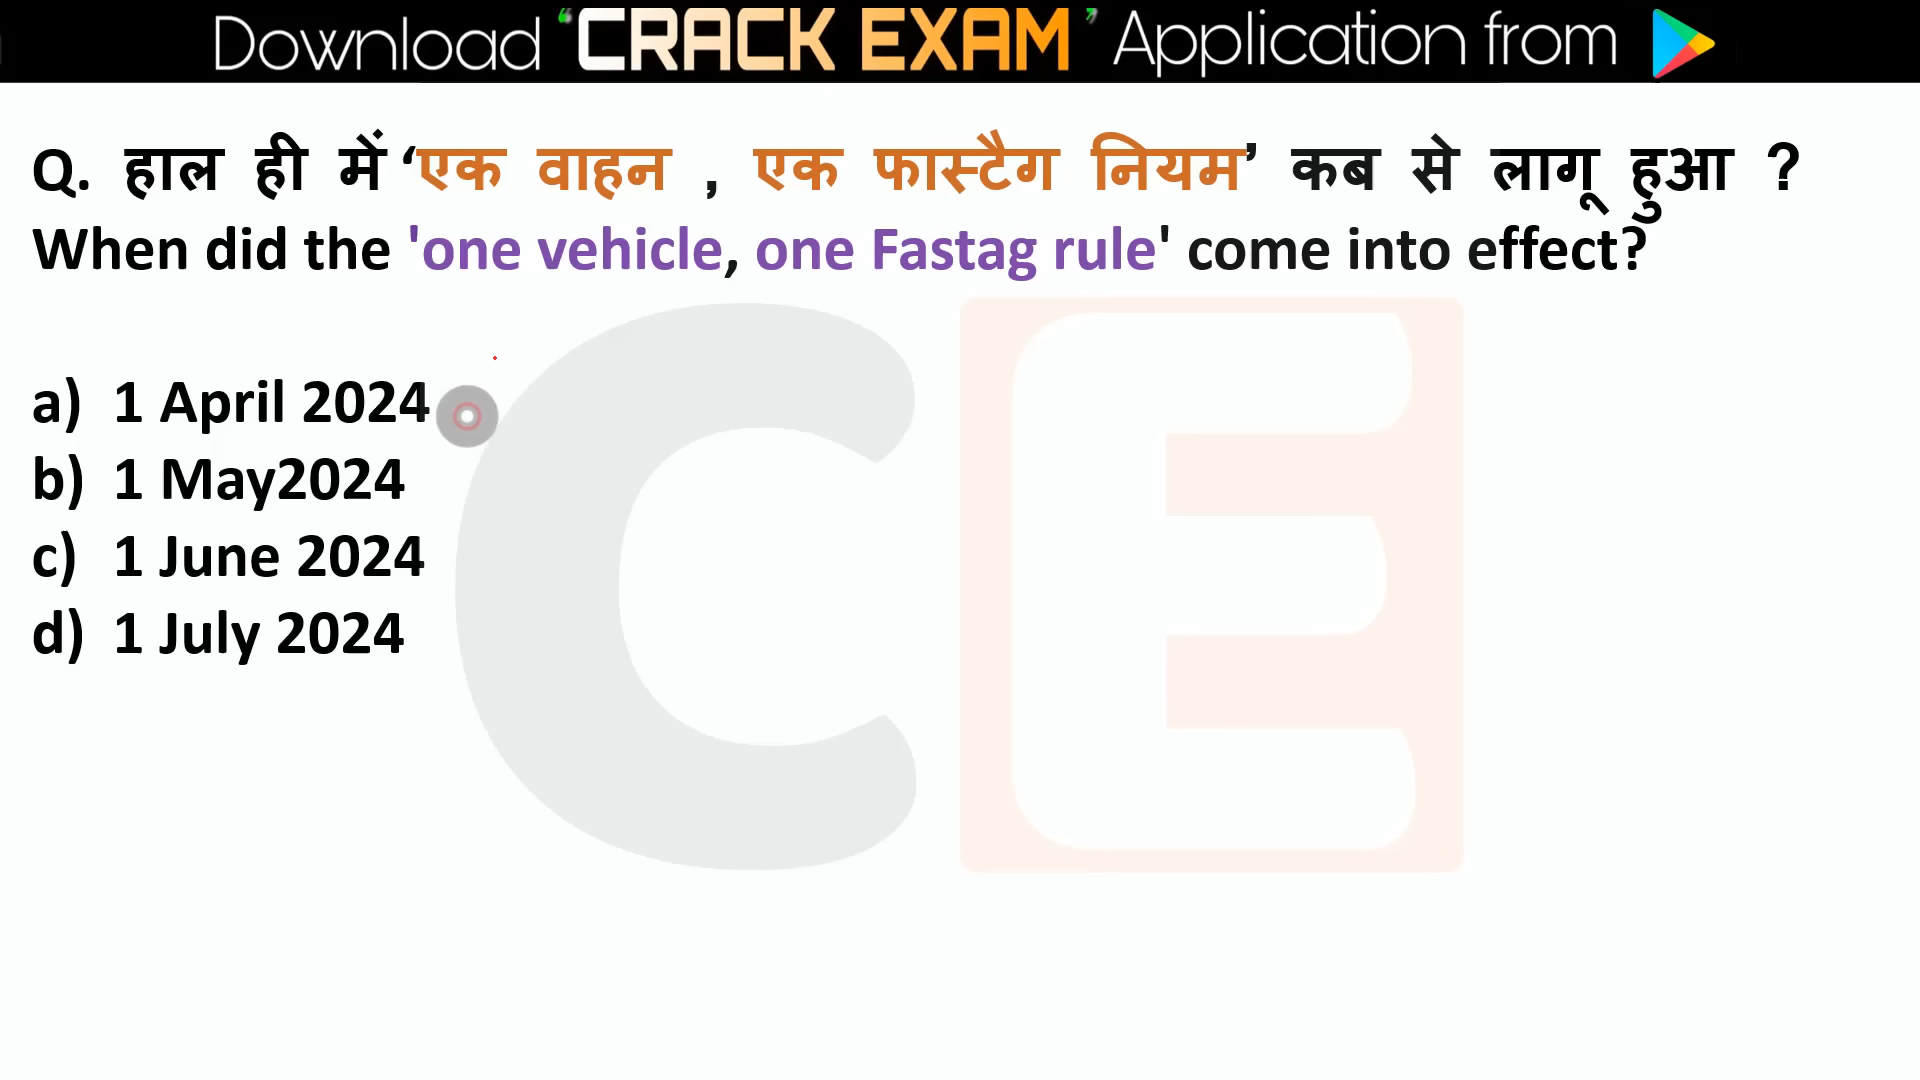 Download ‘CRACK EXAM’ Application from
Q. हाल ही में ‘एक वाहन , एक फास्टैग नियम’ कब से लागू हुआ ?
When did the 'one vehicle, one Fastag rule' come into effect?
a) 1 April 2024
b) 1 May2024
c) 1 June 2024
d) 1 July 2024
CE